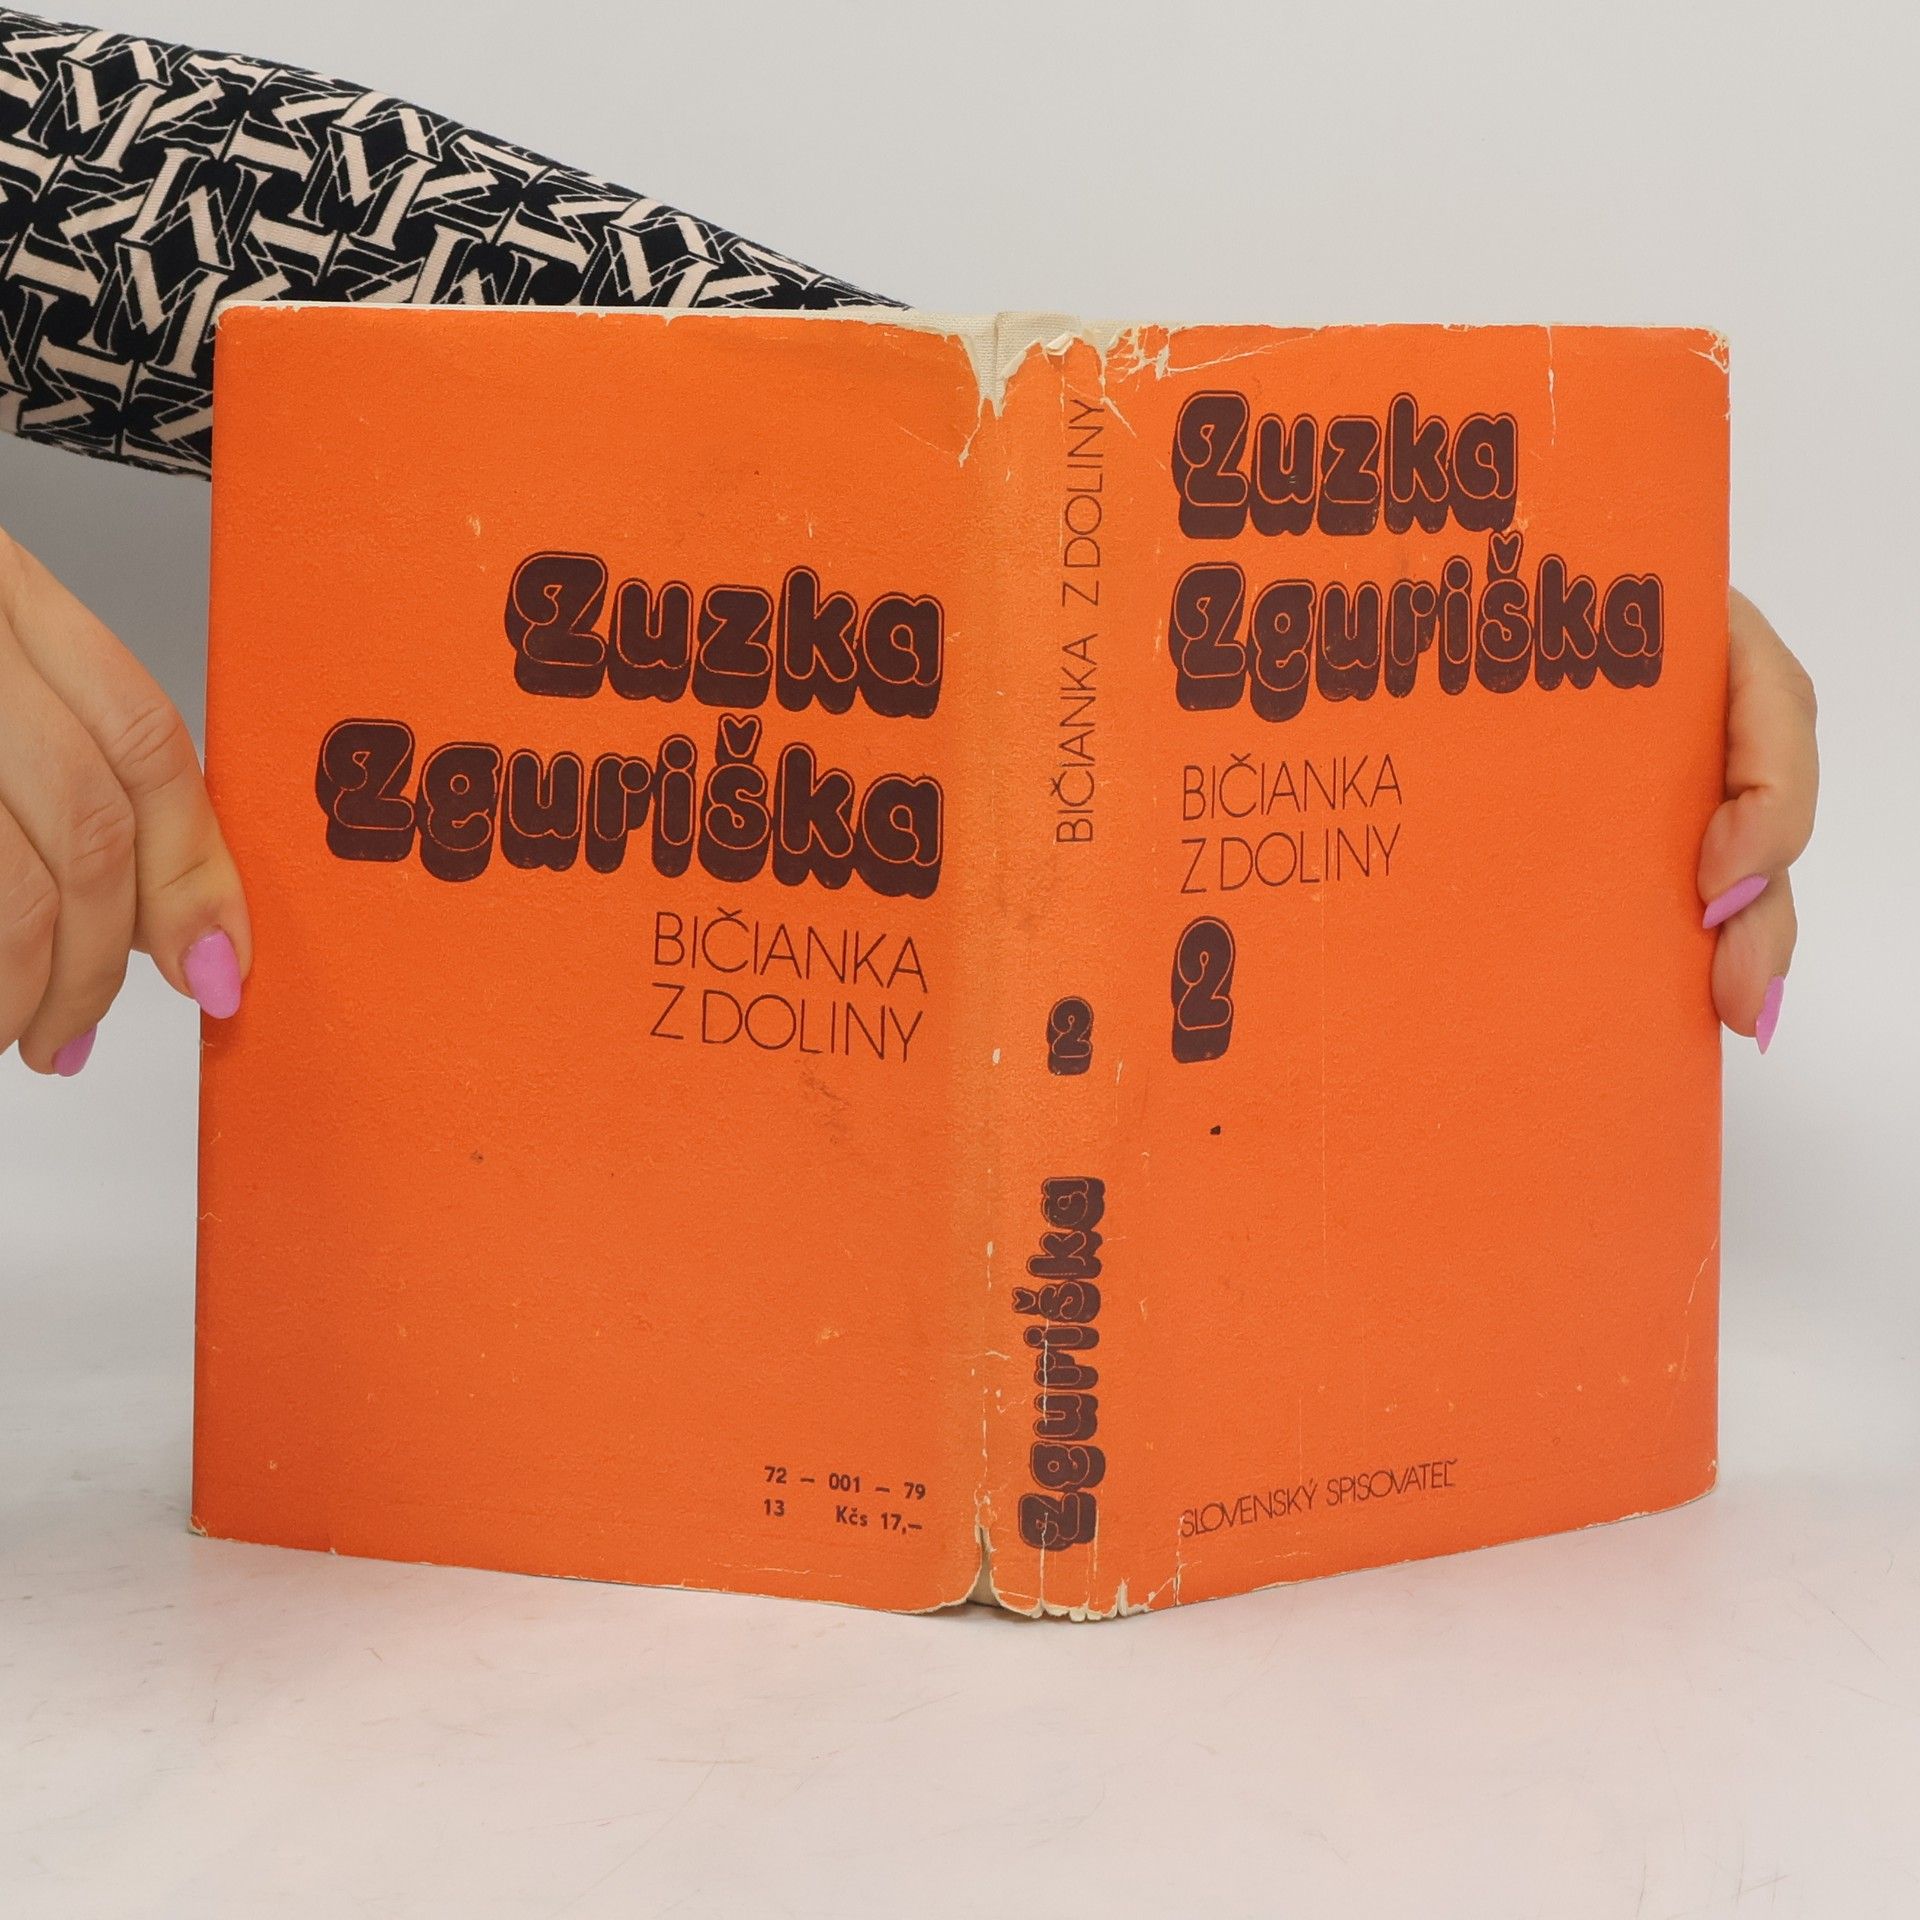 Zuzka
Zguriška
BIČIANKA
Z DOLINY
72 – 001 – 79
13 Kčs 17,–
BIČIANKA Z DOLINY
2
Zguriška
Zuzka
Zguriška
BIČIANKA
Z DOLINY
2
SLOVENSKÝ SPISOVATEĽ